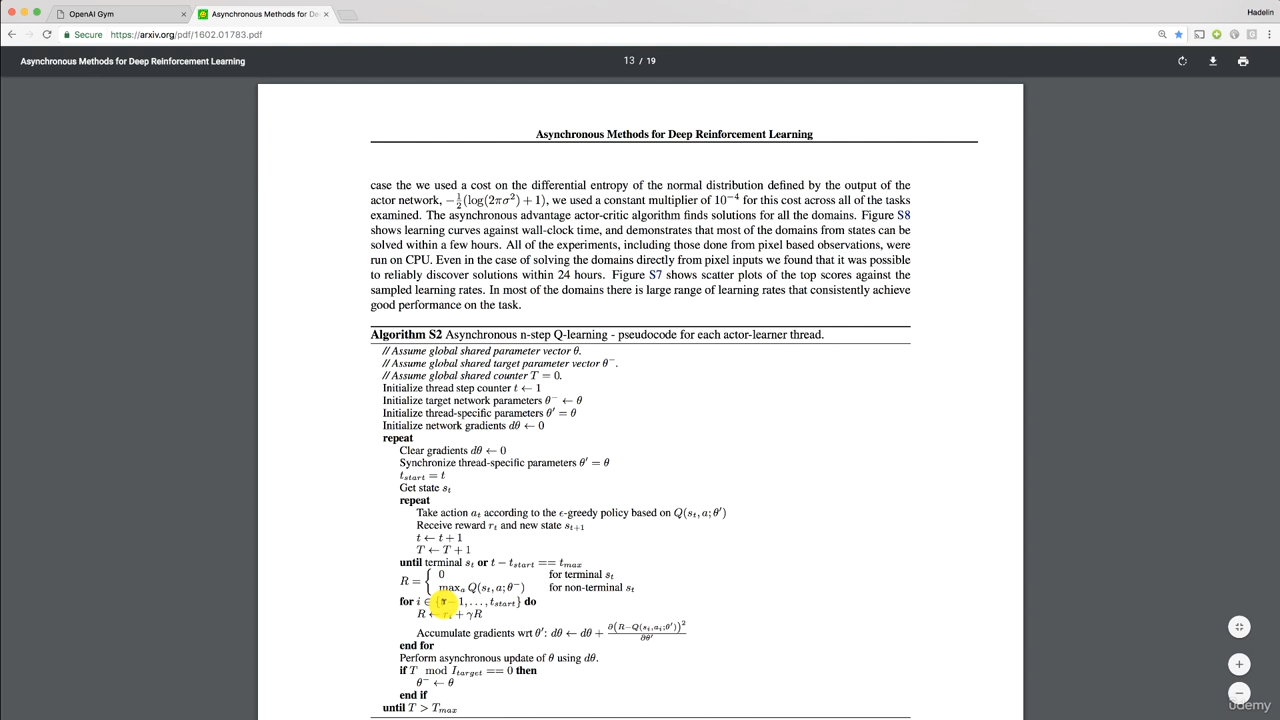 OpenAI Gym
Asynchronous Methods for De
Hadelin
Secure https://arxiv.org/pdf/1602.01783.pdf
Asynchronous Methods for Deep Reinforcement Learning
13 / 19
Asynchronous Methods for Deep Reinforcement Learning
case the we used a cost on the differential entropy of the normal distribution defined by the output of the
actor network, −½(log(2πσ²) + 1), we used a constant multiplier of 10⁻⁴ for this cost across all of the tasks
examined. The asynchronous advantage actor-critic algorithm finds solutions for all the domains. Figure S8
shows learning curves against wall-clock time, and demonstrates that most of the domains from states can be
solved within a few hours. All of the experiments, including those done from pixel based observations, were
run on CPU. Even in the case of solving the domains directly from pixel inputs we found that it was possible
to reliably discover solutions within 24 hours. Figure S7 shows scatter plots of the top scores against the
sampled learning rates. In most of the domains there is large range of learning rates that consistently achieve
good performance on the task.
Algorithm S2 Asynchronous n-step Q-learning - pseudocode for each actor-learner thread.
// Assume global shared parameter vector θ.
// Assume global shared target parameter vector θ⁻.
// Assume global shared counter T = 0.
Initialize thread step counter t ← 1
Initialize target network parameters θ⁻ ← θ
Initialize thread-specific parameters θ′ = θ
Initialize network gradients dθ ← 0
repeat
Clear gradients dθ ← 0
Synchronize thread-specific parameters θ′ = θ
t_start = t
Get state s_t
repeat
Take action a_t according to the ϵ-greedy policy based on Q(s_t, a; θ′)
Receive reward r_t and new state s_{t+1}
t ← t + 1
T ← T + 1
until terminal s_t or t − t_start == t_max
R = { 0 for terminal s_t
max_a Q(s_t, a; θ⁻) for non-terminal s_t
for i ∈ {t − 1, . . . , t_start} do
R ← r_i + γR
Accumulate gradients wrt θ′: dθ ← dθ + ∂(R−Q(s_i,a_i;θ′))² / ∂θ′
end for
Perform asynchronous update of θ using dθ.
if T mod I_target == 0 then
θ⁻ ← θ
end if
until T > T_max
udemy